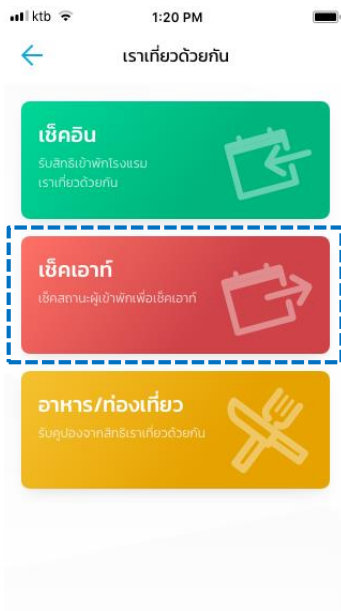 ktb 1:20 PM
เราเที่ยวด้วยกัน
เช็คอิน
รับสิทธิเข้าพักโรงแรม
เราเที่ยวด้วยกัน
เช็คเอาท์
เช็คสถานะผู้เข้าพักเพื่อเช็คเอาท์
อาหาร/ท่องเที่ยว
รับคูปองจากสิทธิเราเที่ยวด้วยกัน